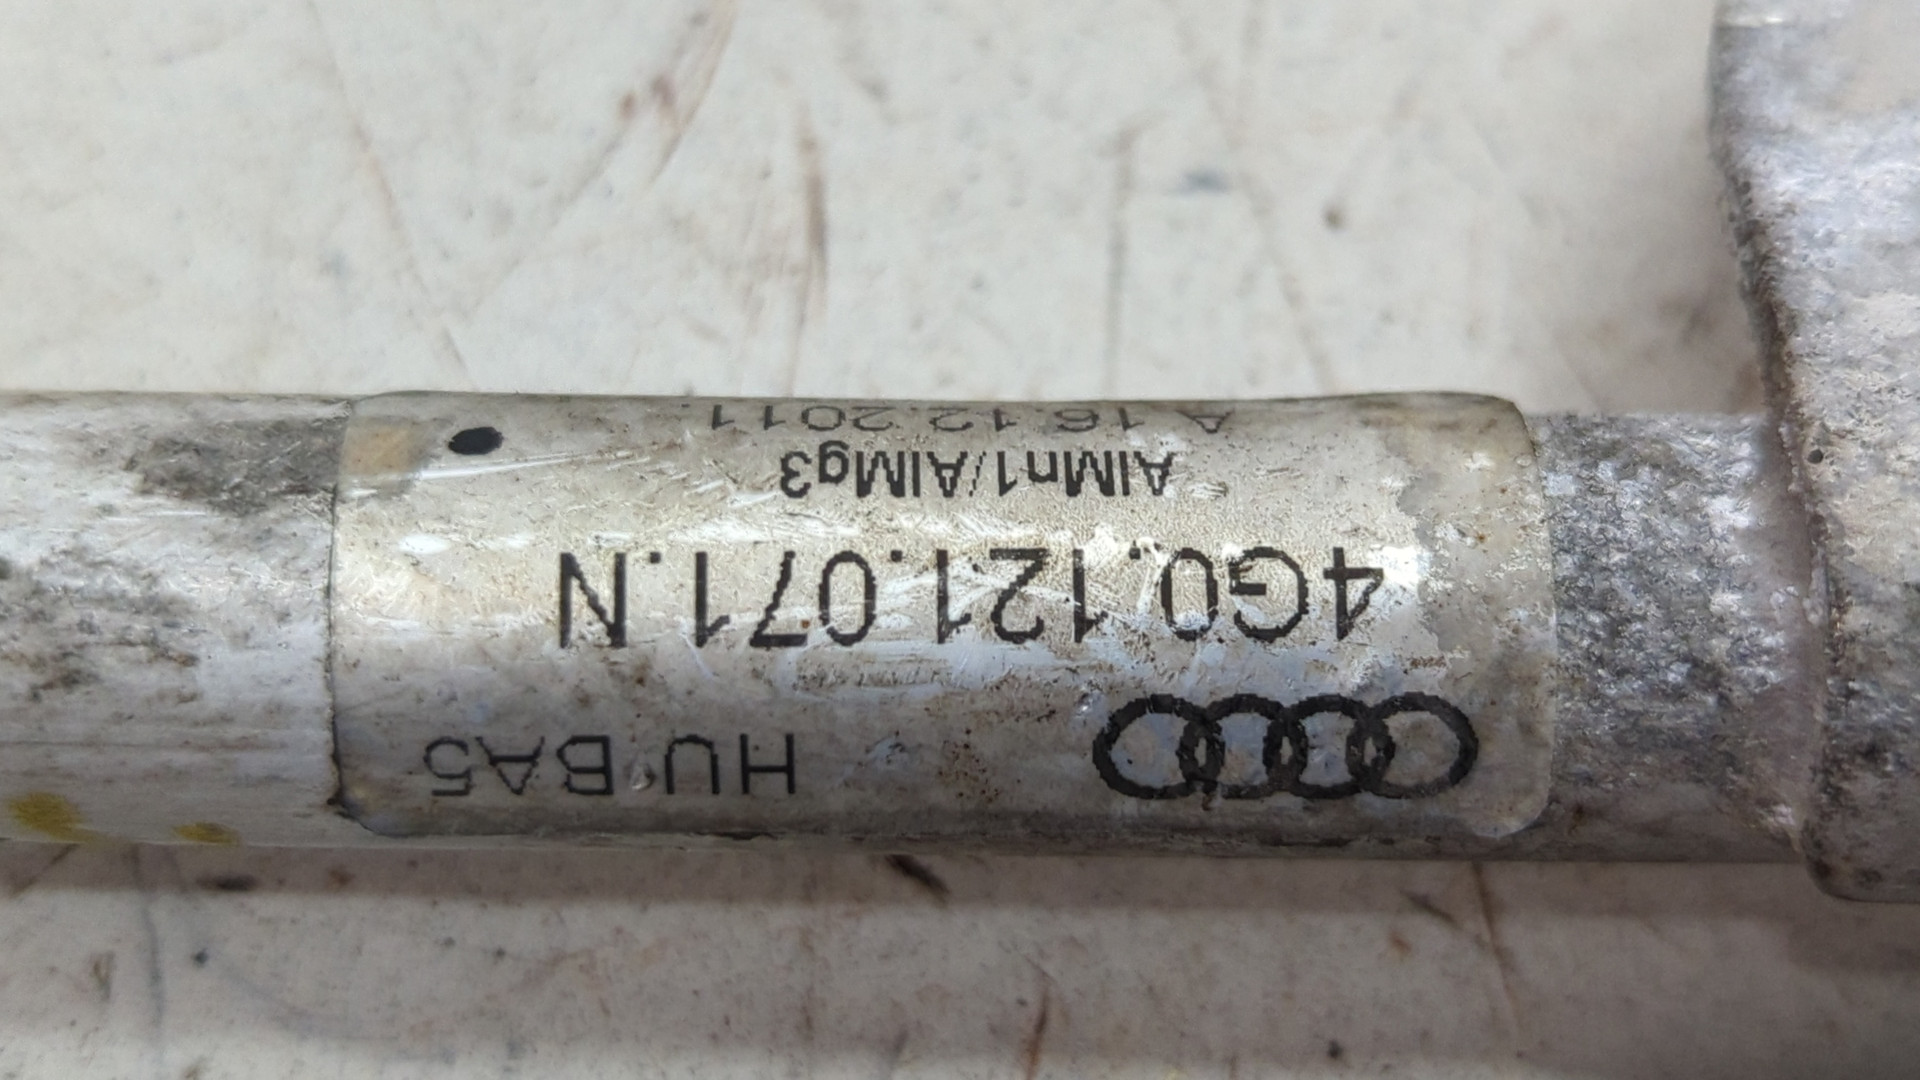 HU BA5
4G0.121.071.N
AlMn1/AlMg3
A 16.12.2011